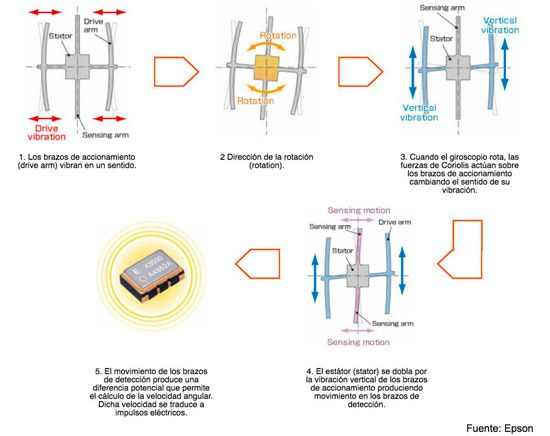 Drive
arm
Stator
Drive
vibration
Sensing arm
1. Los brazos de accionamiento
(drive arm) vibran en un sentido.
Rotation
Rotation
2 Dirección de la rotación
(rotation).
Sensing arm
Vertical
vibration
Stator
Vertical
vibration
3. Cuando el giroscopio rota, las
fuerzas de Coriolis actúan sobre
los brazos de accionamiento
cambiando el sentido de su
vibración.
Sensing motion
Sensing arm
Drive arm
Stator
Sensing arm
Sensing motion
4. El estátor (stator) se dobla por
la vibración vertical de los brazos
de accionamiento produciendo
movimiento en los brazos de
detección.
E X3500
A4962A
5. El movimiento de los brazos
de detección produce una
diferencia potencial que permite
el cálculo de la velocidad angular.
Dicha velocidad se traduce a
impulsos eléctricos.
Fuente: Epson